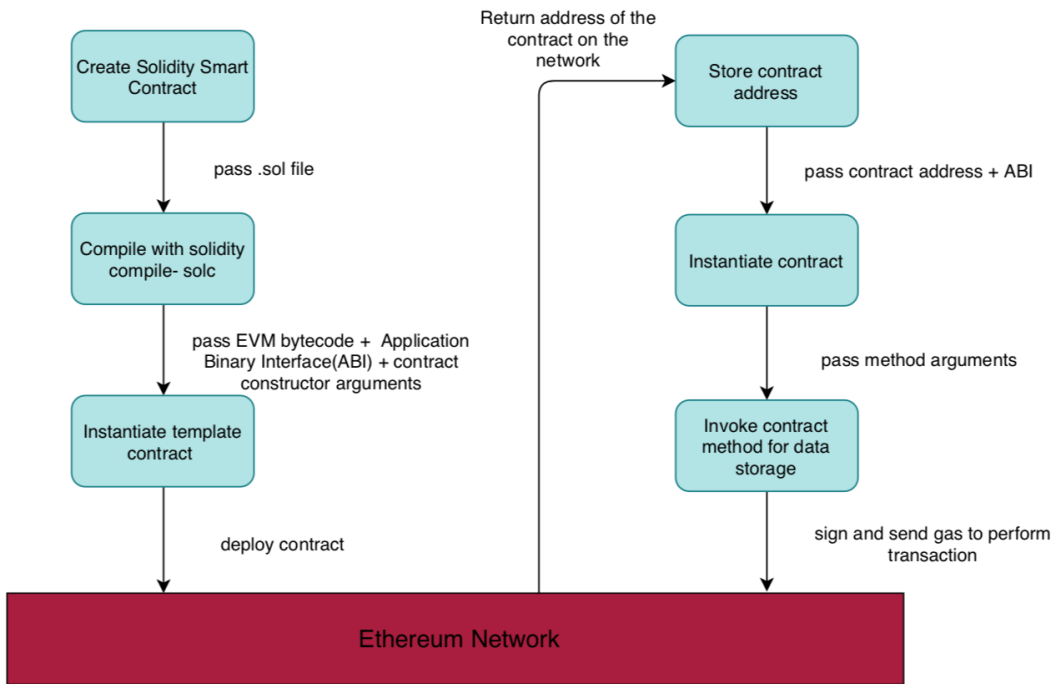 Create Solidity Smart
Contract
pass .sol file
Compile with solidity
compile- solc
pass EVM bytecode + Application
Binary Interface(ABI) + contract
constructor arguments
Instantiate template
contract
deploy contract
Ethereum Network
Return address of the
contract on the
network
Store contract
address
pass contract address + ABI
Instantiate contract
pass method arguments
Invoke contract
method for data
storage
sign and send gas to perform
transaction